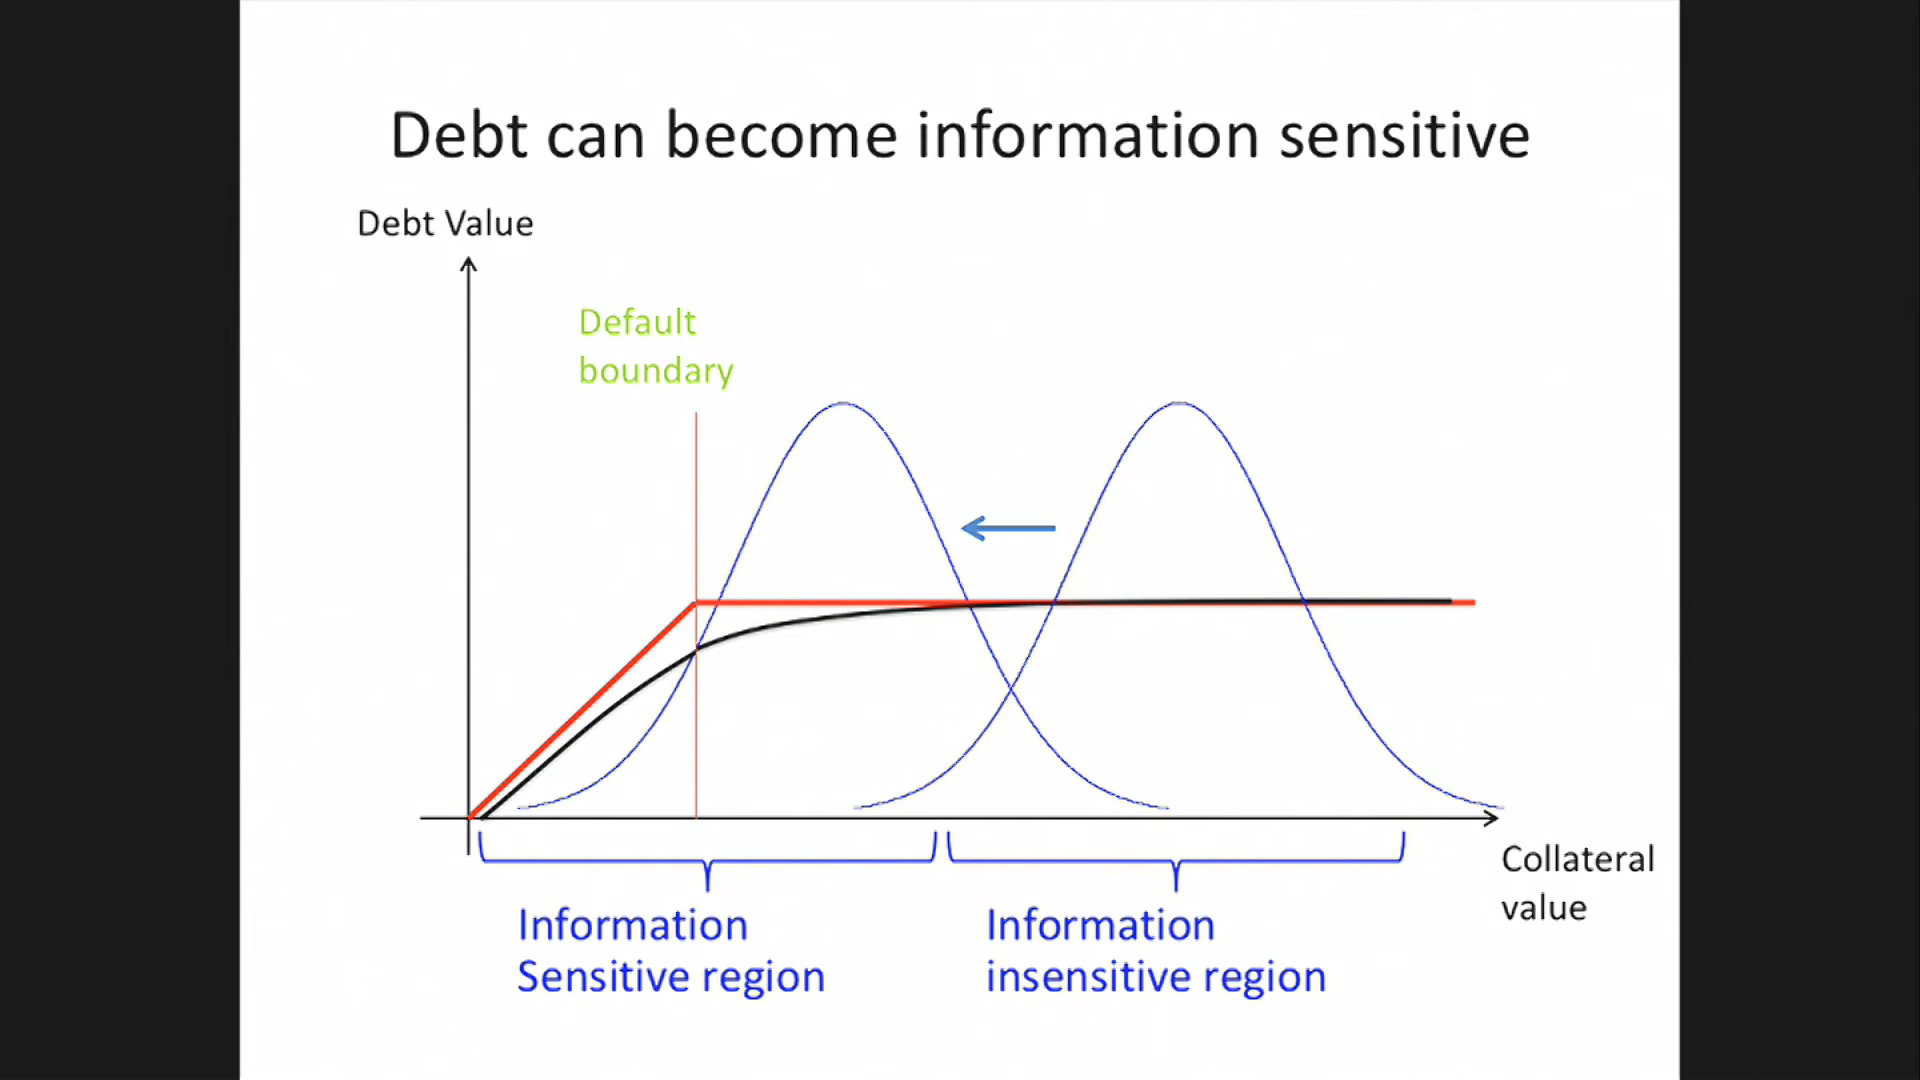 Debt can become information sensitive
Debt Value
Default
boundary
Collateral
value
Information
Sensitive region
Information
insensitive region